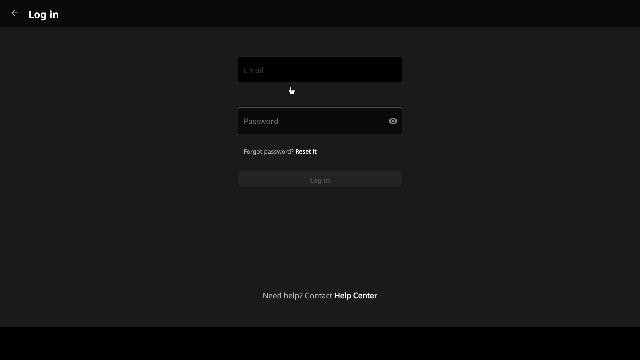 Log in
Email
Password
Forgot password? Reset it
Log in
Need help? Contact Help Center